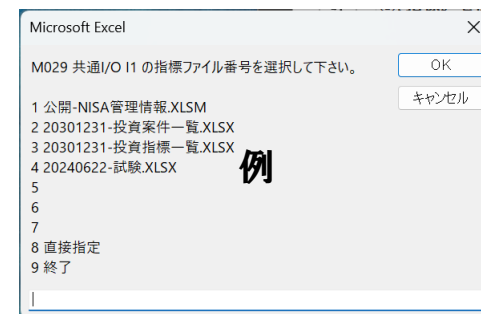 Microsoft Excel
M029 共通I/O I1 の指標ファイル番号を選択して下さい。
OK
キャンセル
1 公開-NISA管理情報.XLSM
2 20301231-投資案件一覧.XLSX
3 20301231-投資指標一覧.XLSX
4 20240622-試験.XLSX
例
5
6
7
8 直接指定
9 終了